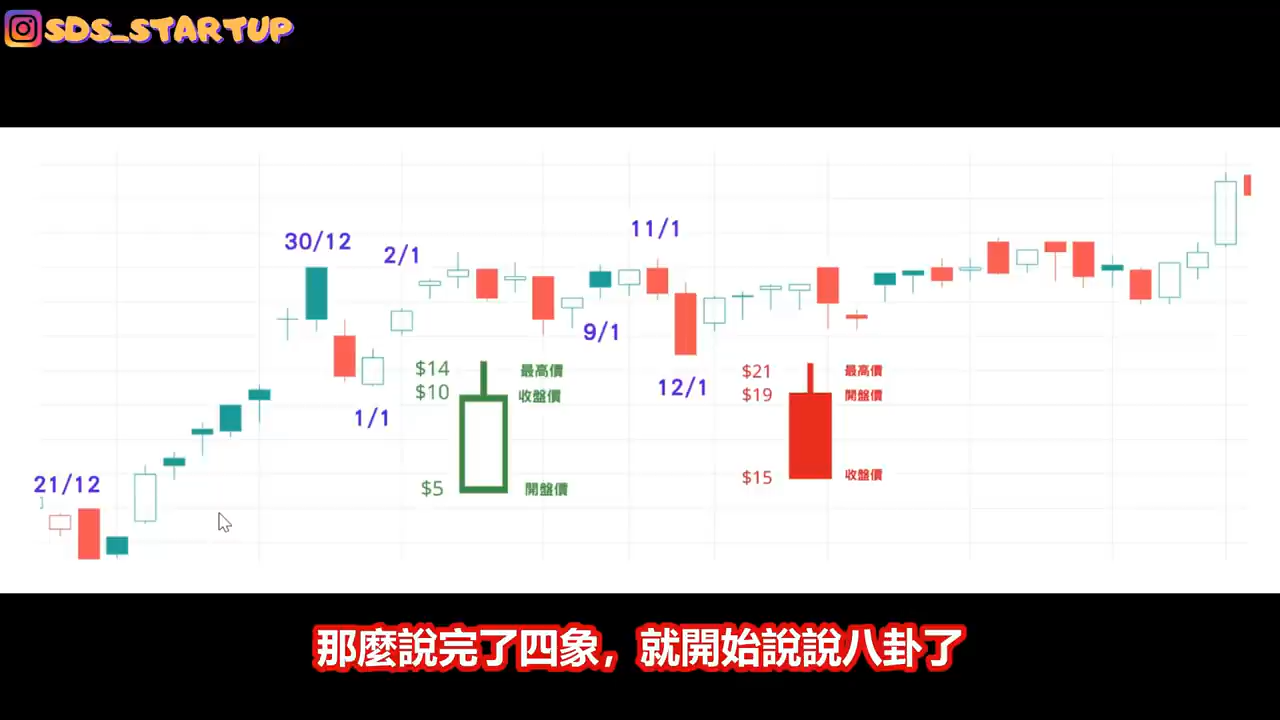 SDS_STARTUP
30/12
2/1
11/1
9/1
12/1
1/1
21/12
$14 最高價
$10 收盤價
$5 開盤價
$21 最高價
$19 開盤價
$15 收盤價
那麼說完了四象，就開始說說八卦了